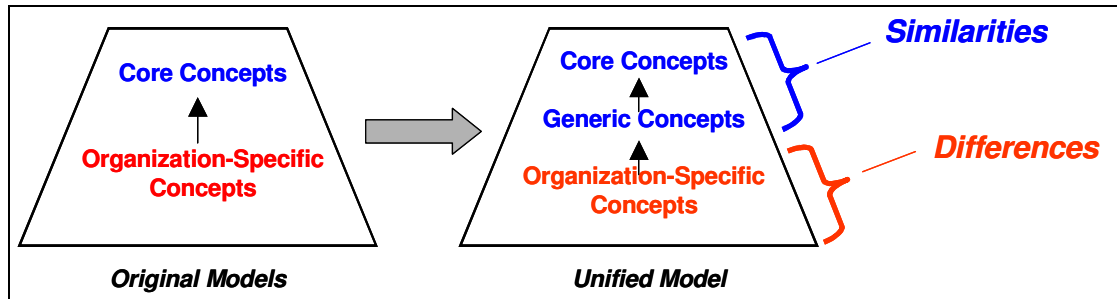 Core Concepts
Organization-Specific
Concepts
Original Models
Core Concepts
Generic Concepts
Organization-Specific
Concepts
Unified Model
Similarities
Differences